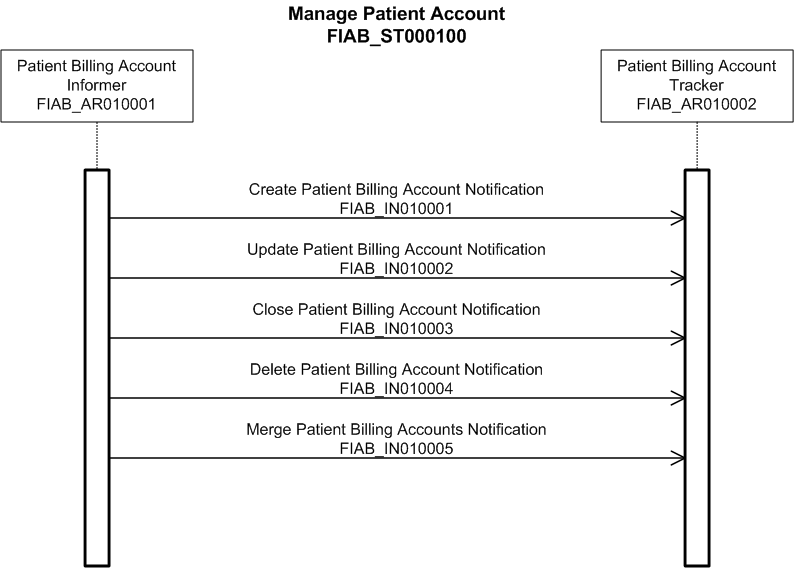 Manage Patient Account
FIAB_ST000100
Patient Billing Account
Informer
FIAB_AR010001
Patient Billing Account
Tracker
FIAB_AR010002
Create Patient Billing Account Notification
FIAB_IN010001
Update Patient Billing Account Notification
FIAB_IN010002
Close Patient Billing Account Notification
FIAB_IN010003
Delete Patient Billing Account Notification
FIAB_IN010004
Merge Patient Billing Accounts Notification
FIAB_IN010005